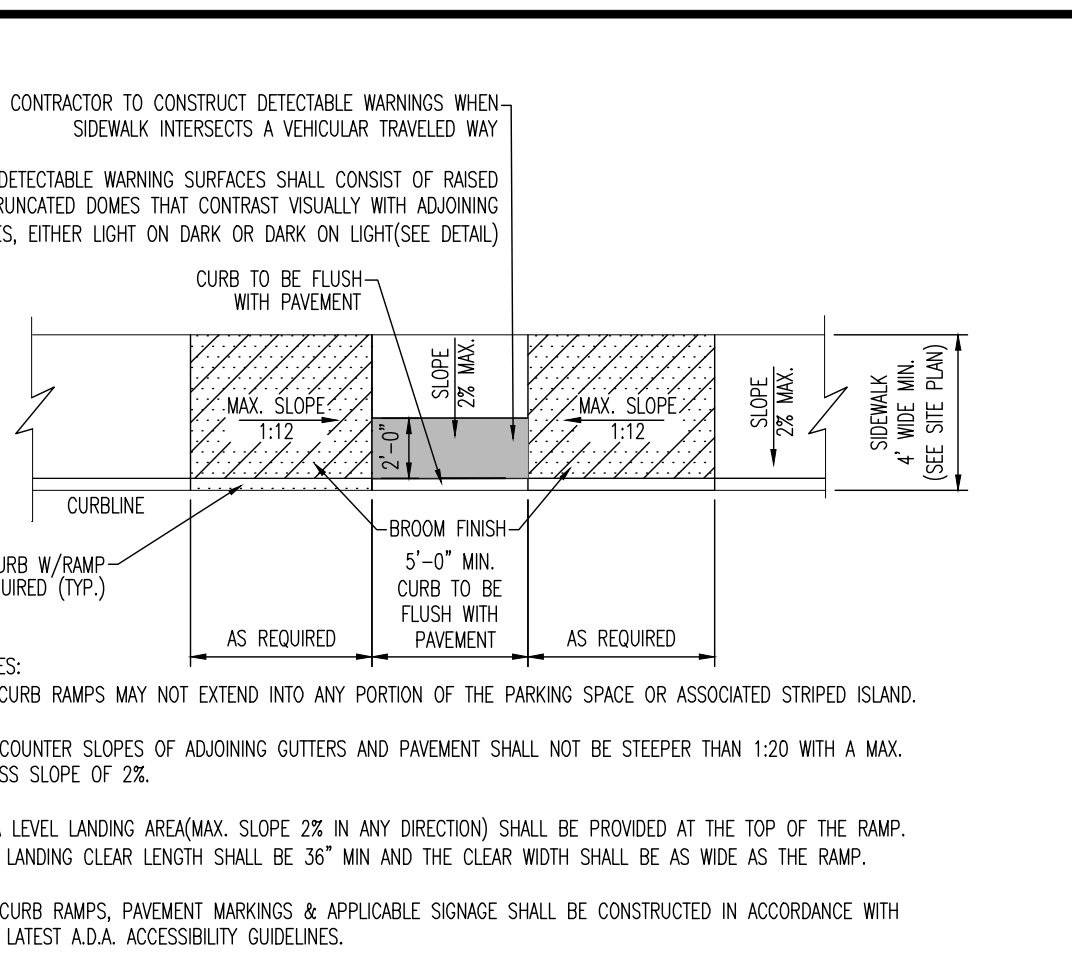 CONTRACTOR TO CONSTRUCT DETECTABLE WARNINGS WHEN
SIDEWALK INTERSECTS A VEHICULAR TRAVELED WAY
DETECTABLE WARNING SURFACES SHALL CONSIST OF RAISED
RUNCATED DOMES THAT CONTRAST VISUALLY WITH ADJOINING
ES, EITHER LIGHT ON DARK OR DARK ON LIGHT(SEE DETAIL)
CURB TO BE FLUSH
WITH PAVEMENT
MAX. SLOPE
1:12
SLOPE
2% MAX.
2'-0"
MAX. SLOPE
1:12
SLOPE
2% MAX.
SIDEWALK
4' WIDE MIN.
(SEE SITE PLAN)
CURBLINE
BROOM FINISH
URB W/RAMP
UIRED (TYP.)
5'-0" MIN.
CURB TO BE
FLUSH WITH
PAVEMENT
AS REQUIRED
AS REQUIRED
ES:
CURB RAMPS MAY NOT EXTEND INTO ANY PORTION OF THE PARKING SPACE OR ASSOCIATED STRIPED ISLAND.
COUNTER SLOPES OF ADJOINING GUTTERS AND PAVEMENT SHALL NOT BE STEEPER THAN 1:20 WITH A MAX.
SS SLOPE OF 2%.
A LEVEL LANDING AREA(MAX. SLOPE 2% IN ANY DIRECTION) SHALL BE PROVIDED AT THE TOP OF THE RAMP.
LANDING CLEAR LENGTH SHALL BE 36" MIN AND THE CLEAR WIDTH SHALL BE AS WIDE AS THE RAMP.
CURB RAMPS, PAVEMENT MARKINGS & APPLICABLE SIGNAGE SHALL BE CONSTRUCTED IN ACCORDANCE WITH
LATEST A.D.A. ACCESSIBILITY GUIDELINES.